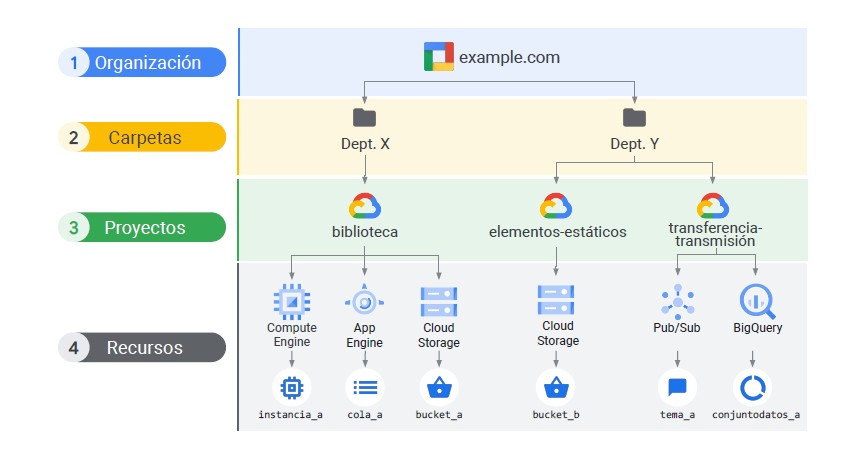 1 Organización
example.com
2 Carpetas
Dept. X
Dept. Y
3 Proyectos
biblioteca
elementos-estáticos
transferencia-
transmisión
4 Recursos
Compute
Engine
App
Engine
Cloud
Storage
Cloud
Storage
Pub/Sub
BigQuery
instancia_a
cola_a
bucket_a
bucket_b
tema_a
conjuntodatos_a